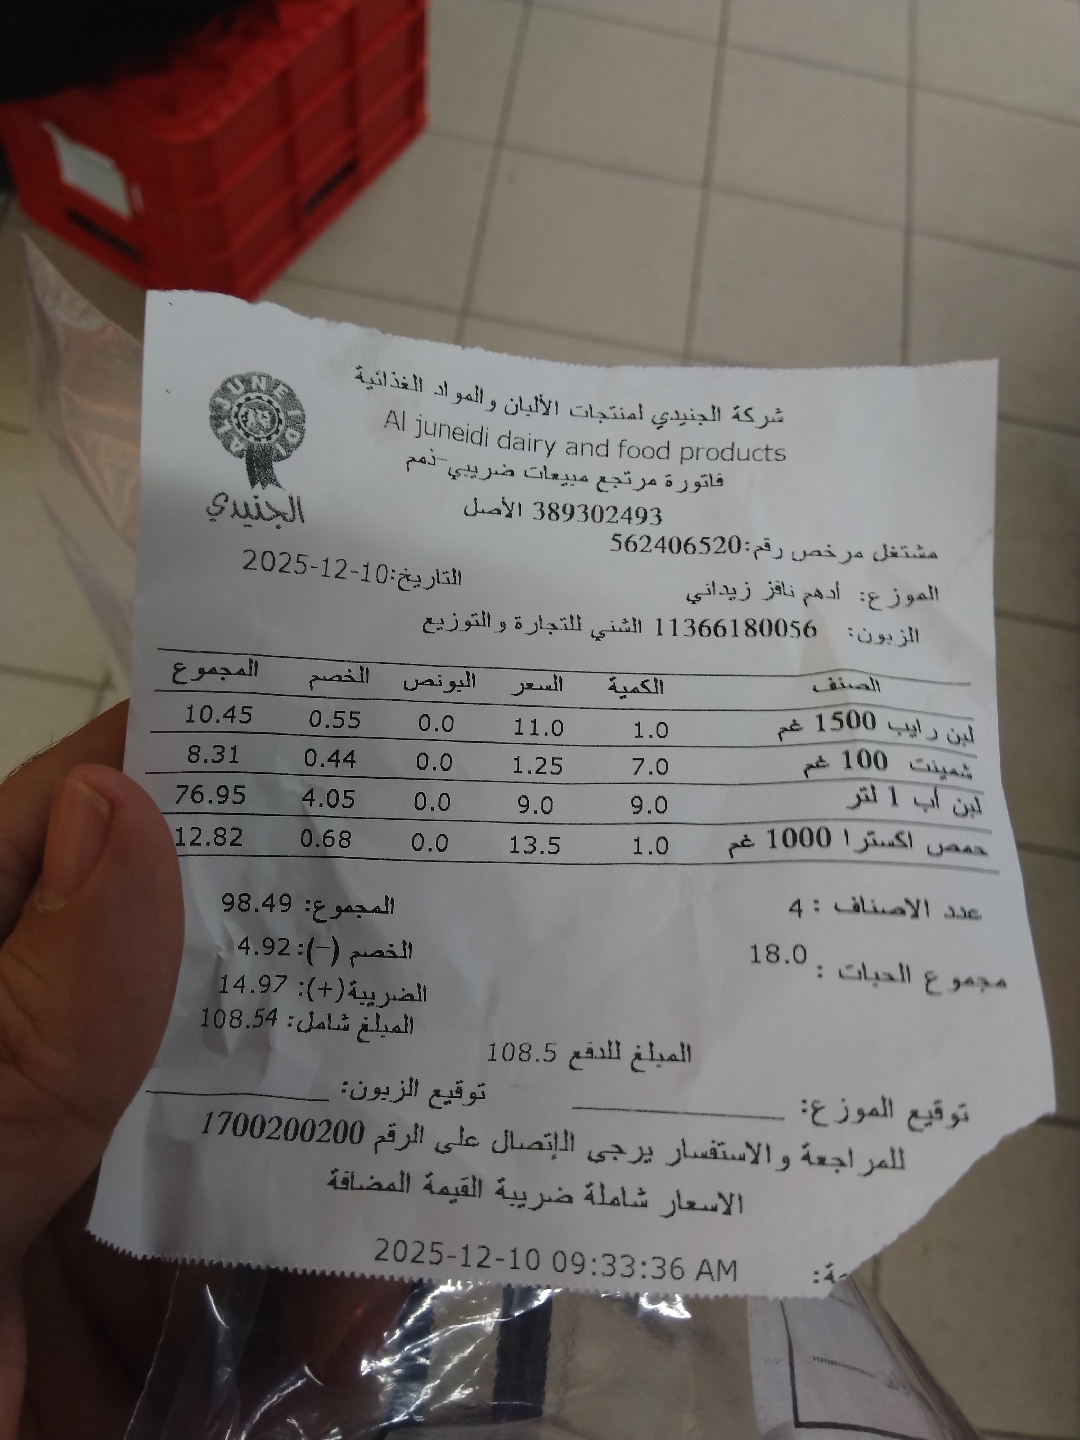 AL JUNEIDI
الجنيدي
شركة الجنيدي لمنتجات الألبان والمواد الغذائية
Al juneidi dairy and food products
فاتورة مرتجع مبيعات ضريبي-ذمم
389302493 الأصل
مشتغل مرخص رقم:562406520
التاريخ:2025-12-10
الموزع: أدهم نافز زيداني
الزبون: 11366180056 الشني للتجارة والتوزيع
الصنف الكمية السعر البونص الخصم المجموع
لبن رايب 1500 غم 1.0 11.0 0.0 0.55 10.45
شمينت 100 غم 7.0 1.25 0.0 0.44 8.31
لبن أب 1 لتر 9.0 9.0 0.0 4.05 76.95
حمص اكسترا 1000 غم 1.0 13.5 0.0 0.68 12.82
عدد الاصناف : 4 المجموع: 98.49
مجموع الحبات : 18.0 الخصم (-): 4.92
الضريبة(+): 14.97
المبلغ شامل: 108.54
المبلغ للدفع 108.5
توقيع الموزع: توقيع الزبون:
للمراجعة والاستفسار يرجى الإتصال على الرقم 1700200200
الاسعار شاملة ضريبة القيمة المضافة
2025-12-10 09:33:36 AM